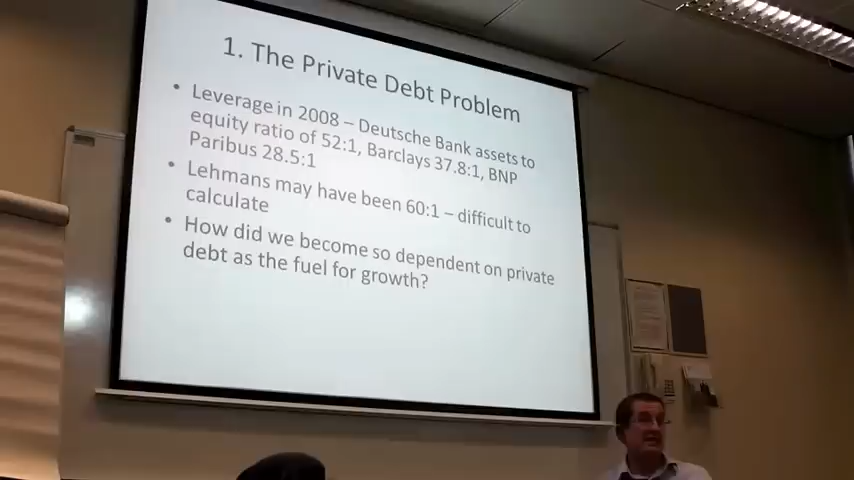 1. The Private Debt Problem
• Leverage in 2008 – Deutsche Bank assets to
equity ratio of 52:1, Barclays 37.8:1, BNP
Paribus 28.5:1
• Lehmans may have been 60:1 – difficult to
calculate
• How did we become so dependent on private
debt as the fuel for growth?